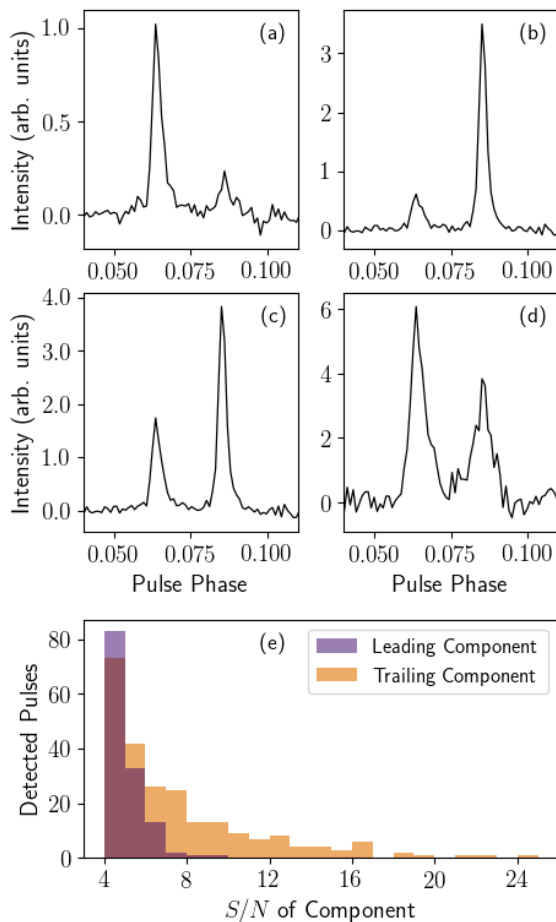 (a)
1.0
0.5
0.0
Intensity (arb. units)
0.050 0.075 0.100
(b)
3
2
1
0
0.050 0.075 0.100
(c)
4.0
3.0
2.0
1.0
0.0
Intensity (arb. units)
0.050 0.075 0.100
Pulse Phase
(d)
6
4
2
0
0.050 0.075 0.100
Pulse Phase
(e)
Leading Component
Trailing Component
80
60
40
20
0
Detected Pulses
4 8 12 16 20 24
S/N of Component